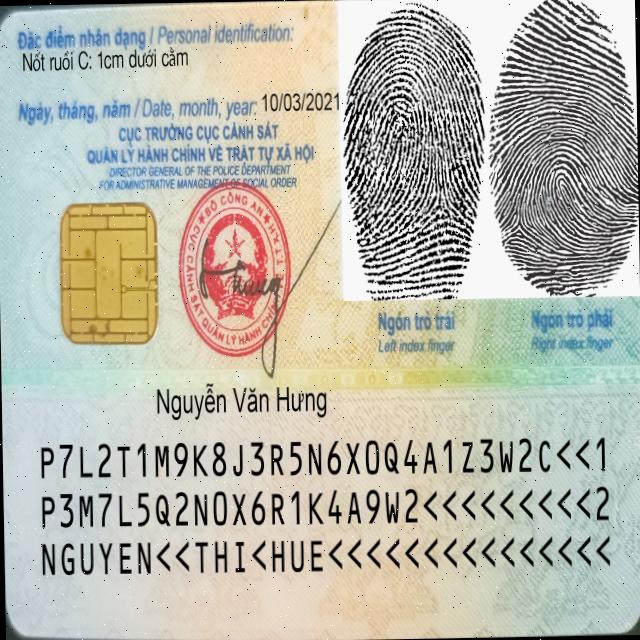 Đặc điểm nhân dạng / Personal identification:
Nốt ruồi C: 1cm dưới cằm
Ngày, tháng, năm / Date, month, year: 10/03/2021
CỤC TRƯỞNG CỤC CẢNH SÁT
QUẢN LÝ HÀNH CHÍNH VỀ TRẬT TỰ XÃ HỘI
DIRECTOR GENERAL OF THE POLICE DEPARTMENT
FOR ADMINISTRATIVE MANAGEMENT OF SOCIAL ORDER
BỘ CÔNG AN
CỤC CẢNH SÁT QUẢN LÝ HÀNH CHÍNH
Ngón trỏ trái
Left index finger
Ngón trỏ phải
Right index finger
Nguyễn Văn Hưng
P7L2T1M9K8J3R5N6X0Q4A1Z3W2C<<1
P3M7L5Q2N0X6R1K4A9W2<<<<<<<<<2
NGUYEN<<THI<HUE<<<<<<<<<<<<<<<